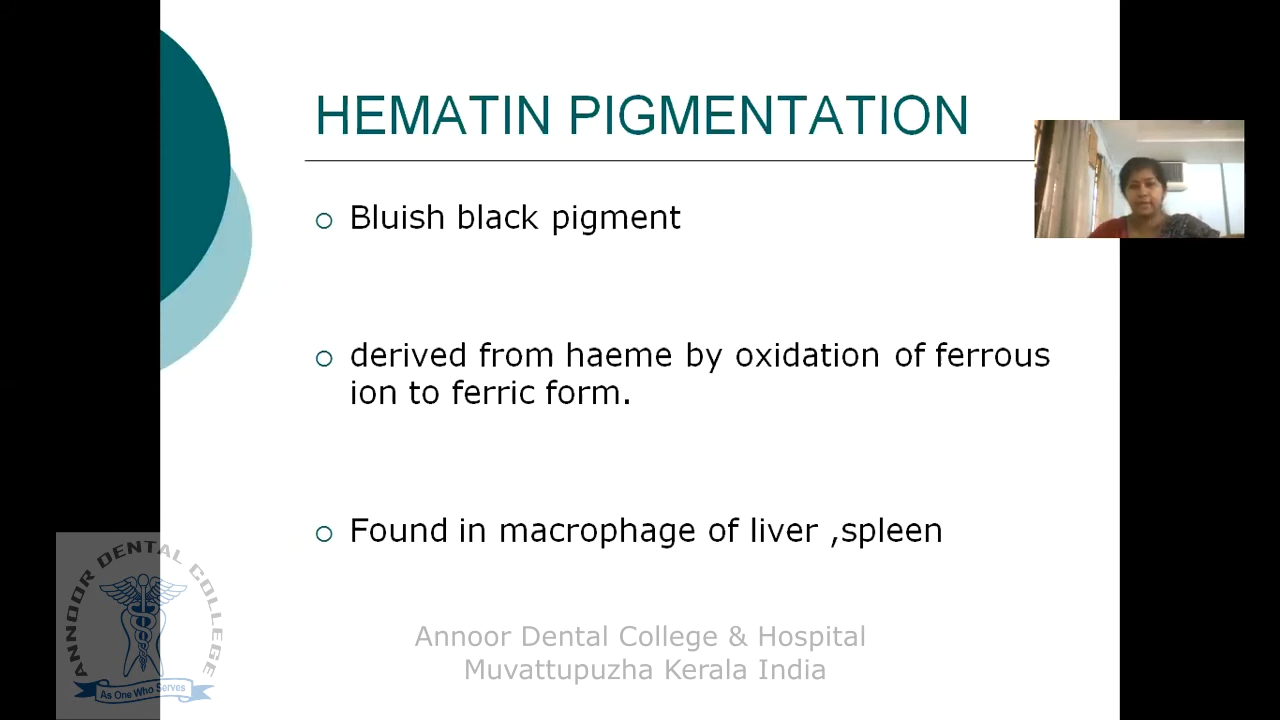 HEMATIN PIGMENTATION
Bluish black pigment
derived from haeme by oxidation of ferrous
ion to ferric form.
Found in macrophage of liver ,spleen
ANNOOR DENTAL COLLEGE
As One Who Serves
Annoor Dental College & Hospital
Muvattupuzha Kerala India